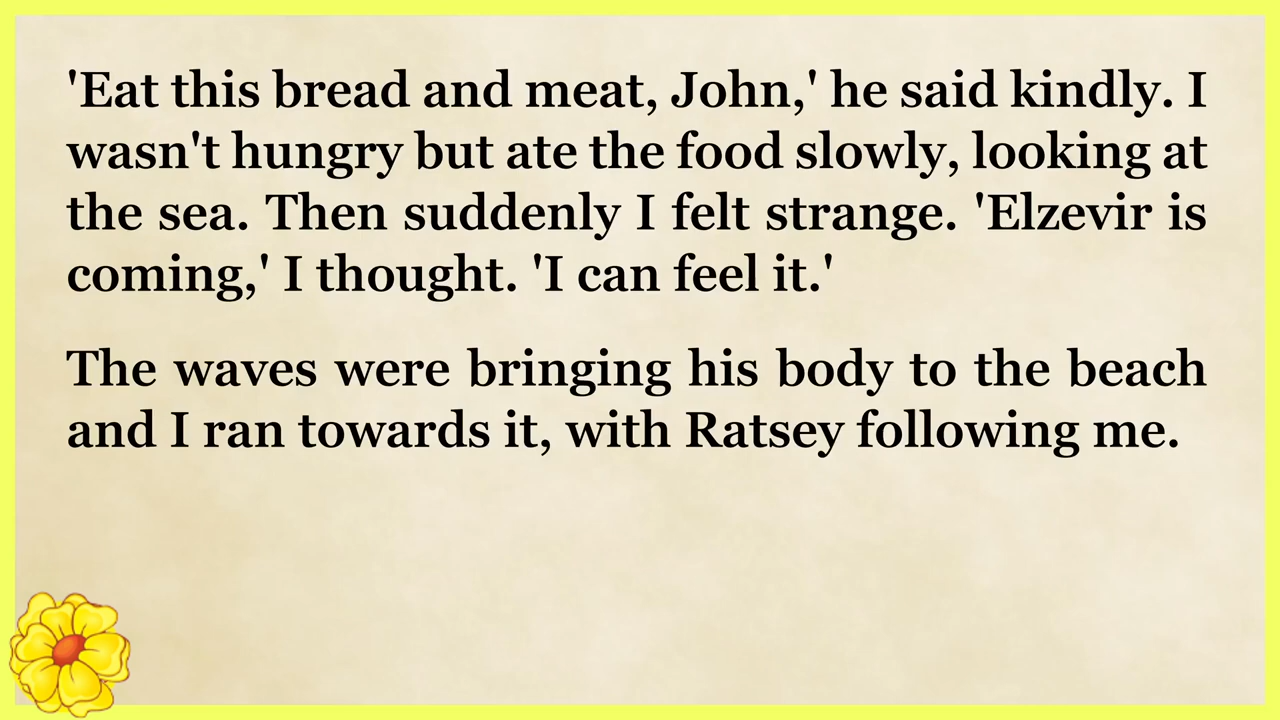 'Eat this bread and meat, John,' he said kindly. I
wasn't hungry but ate the food slowly, looking at
the sea. Then suddenly I felt strange. 'Elzevir is
coming,' I thought. 'I can feel it.'
The waves were bringing his body to the beach
and I ran towards it, with Ratsey following me.